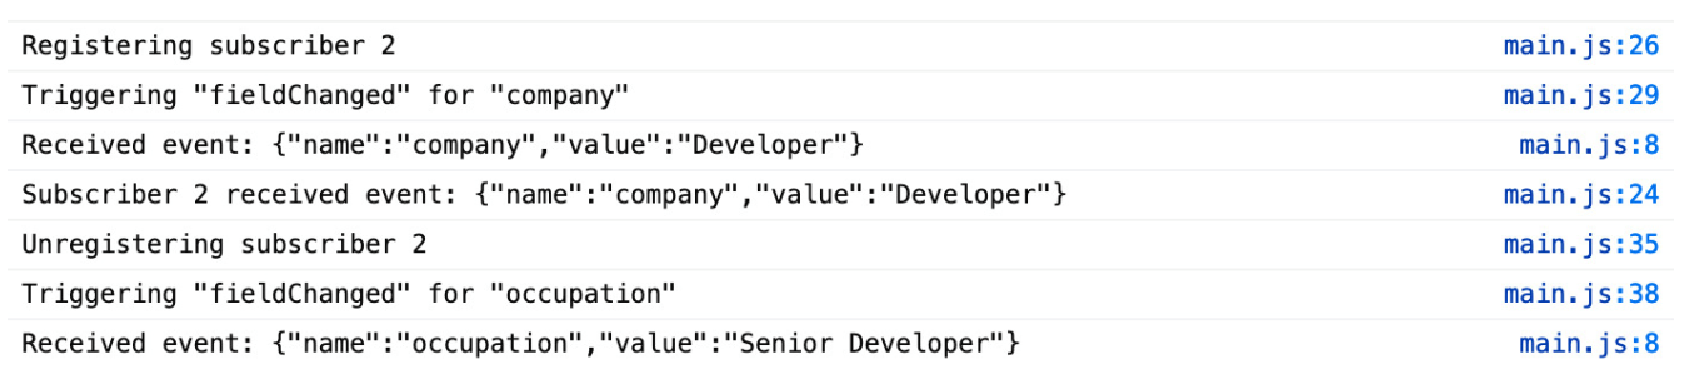 Registering subscriber 2 main.js:26
Triggering "fieldChanged" for "company" main.js:29
Received event: {"name":"company","value":"Developer"} main.js:8
Subscriber 2 received event: {"name":"company","value":"Developer"} main.js:24
Unregistering subscriber 2 main.js:35
Triggering "fieldChanged" for "occupation" main.js:38
Received event: {"name":"occupation","value":"Senior Developer"} main.js:8